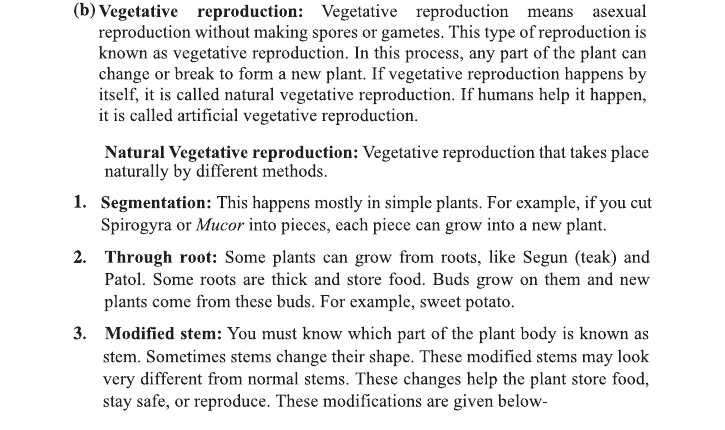 (b) Vegetative reproduction: Vegetative reproduction means asexual
reproduction without making spores or gametes. This type of reproduction is
known as vegetative reproduction. In this process, any part of the plant can
change or break to form a new plant. If vegetative reproduction happens by
itself, it is called natural vegetative reproduction. If humans help it happen,
it is called artificial vegetative reproduction.
Natural Vegetative reproduction: Vegetative reproduction that takes place
naturally by different methods.
1. Segmentation: This happens mostly in simple plants. For example, if you cut
Spirogyra or Mucor into pieces, each piece can grow into a new plant.
2. Through root: Some plants can grow from roots, like Segun (teak) and
Patol. Some roots are thick and store food. Buds grow on them and new
plants come from these buds. For example, sweet potato.
3. Modified stem: You must know which part of the plant body is known as
stem. Sometimes stems change their shape. These modified stems may look
very different from normal stems. These changes help the plant store food,
stay safe, or reproduce. These modifications are given below-